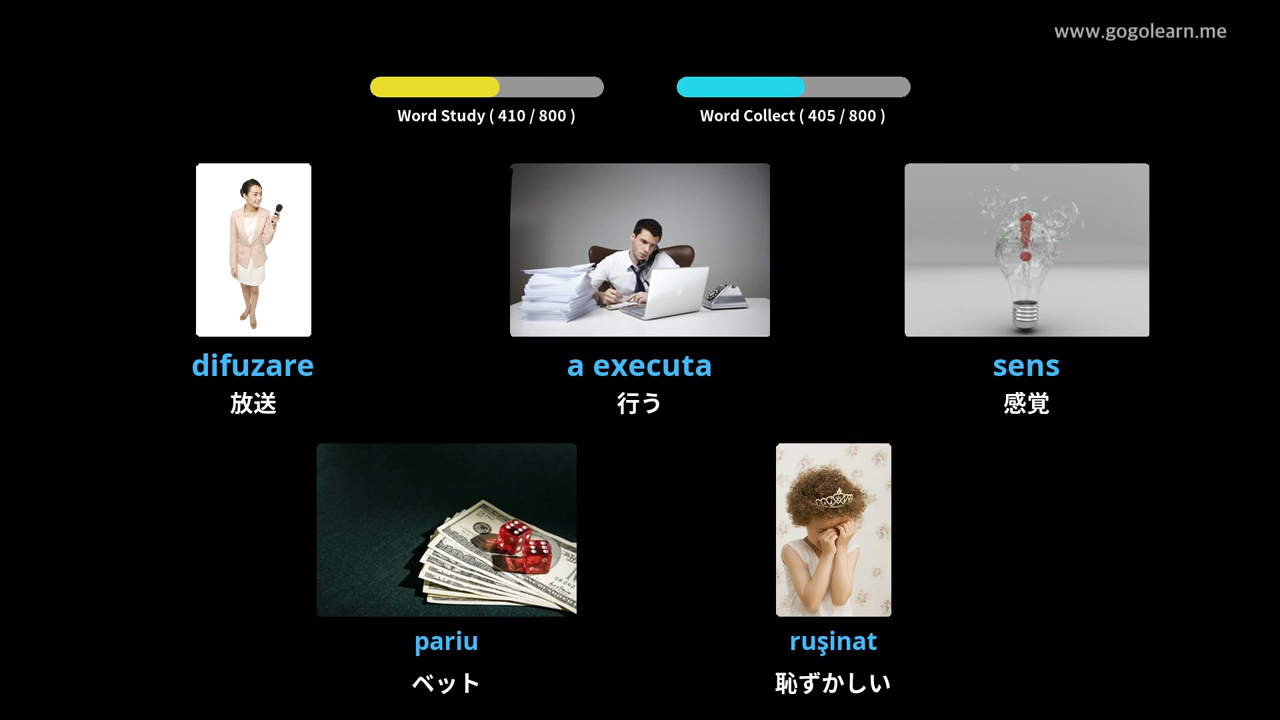 www.gogolearn.me
Word Study ( 410 / 800 )
Word Collect ( 405 / 800 )
difuzare
放送
a executa
行う
sens
感覚
pariu
ベット
ruşinat
恥ずかしい